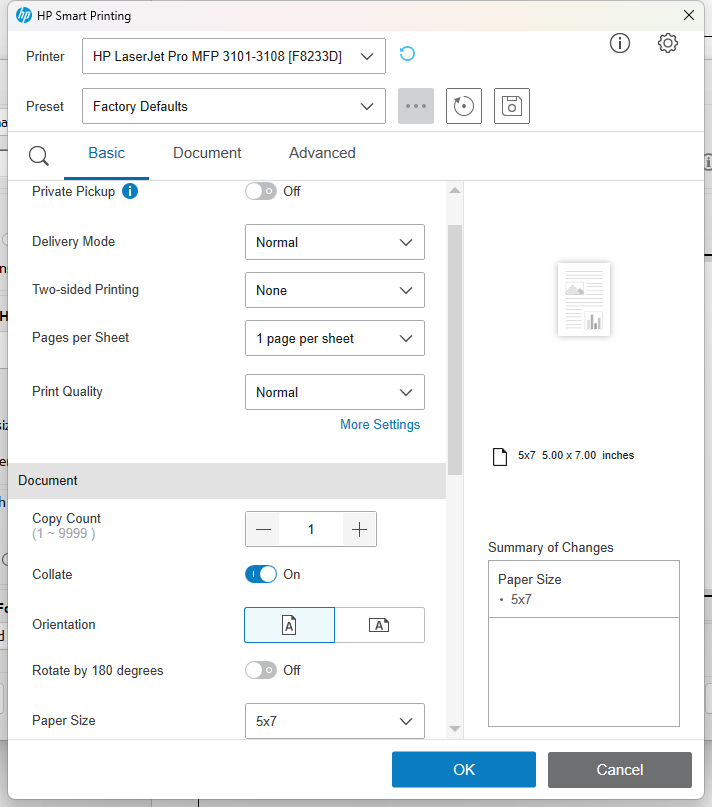 HP Smart Printing
Printer
HP LaserJet Pro MFP 3101-3108 [F8233D]
Preset
Factory Defaults
Basic
Document
Advanced
Private Pickup
Off
Delivery Mode
Normal
Two-sided Printing
None
Pages per Sheet
1 page per sheet
Print Quality
Normal
More Settings
5x7 5.00 x 7.00 inches
Document
Copy Count
(1 ~ 9999 )
1
Collate
On
Orientation
Rotate by 180 degrees
Off
Paper Size
5x7
Summary of Changes
Paper Size
• 5x7
OK
Cancel